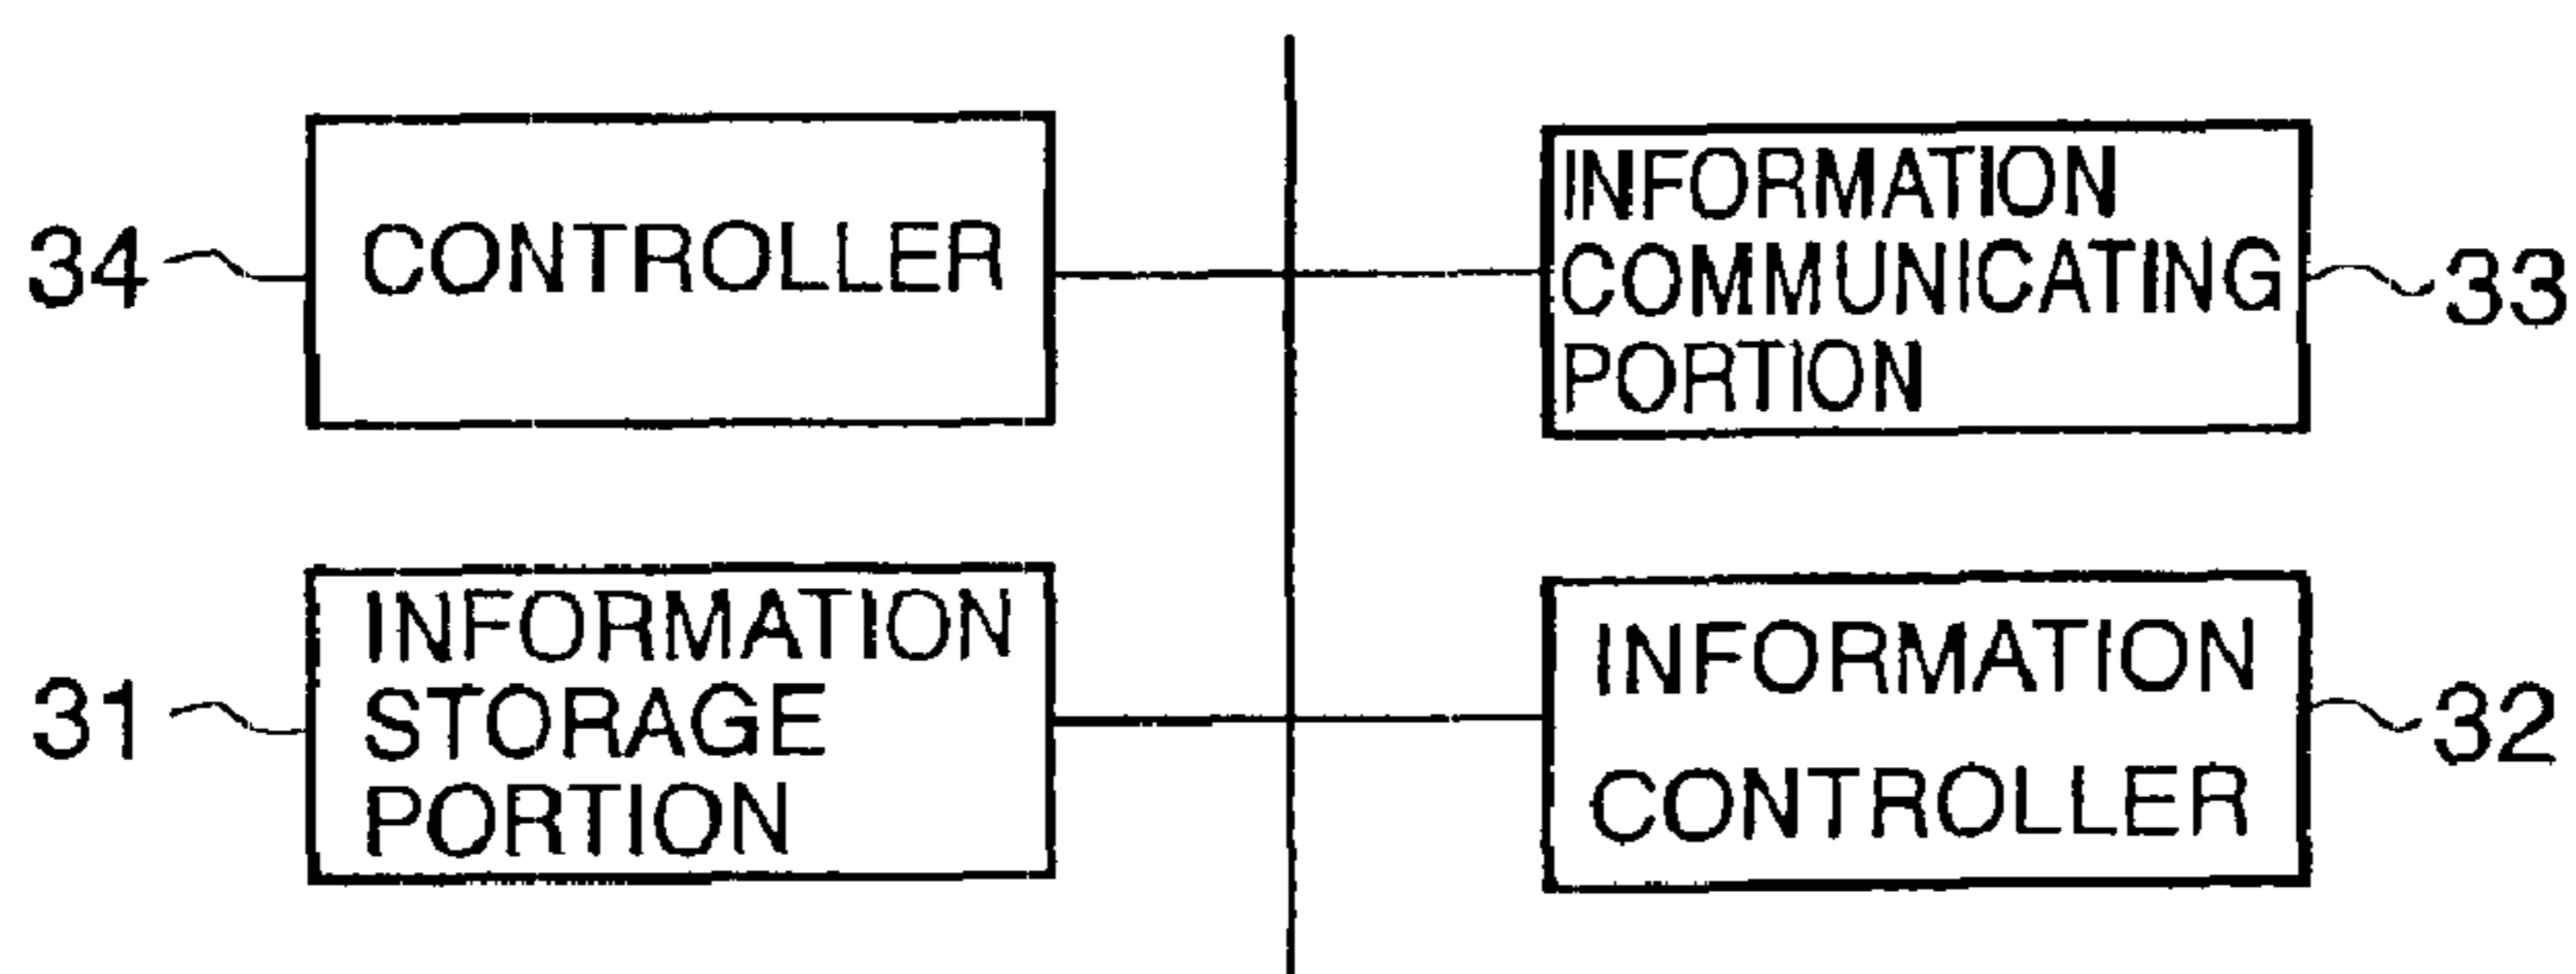 34
CONTROLLER
INFORMATION
COMMUNICATING
PORTION
33
31
INFORMATION
STORAGE
PORTION
INFORMATION
CONTROLLER
32